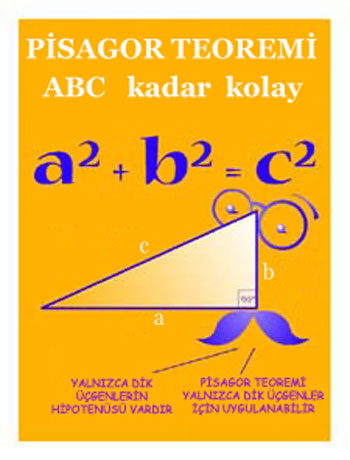 PİSAGOR TEOREMİ
ABC kadar kolay
a² + b² = c²
c
b
90°
a
YALNIZCA DİK
ÜÇGENLERİN
HİPOTENÜSÜ VARDIR
PİSAGOR TEOREMİ
YALNIZCA DİK ÜÇGENLER
İÇİN UYGULANABİLİR